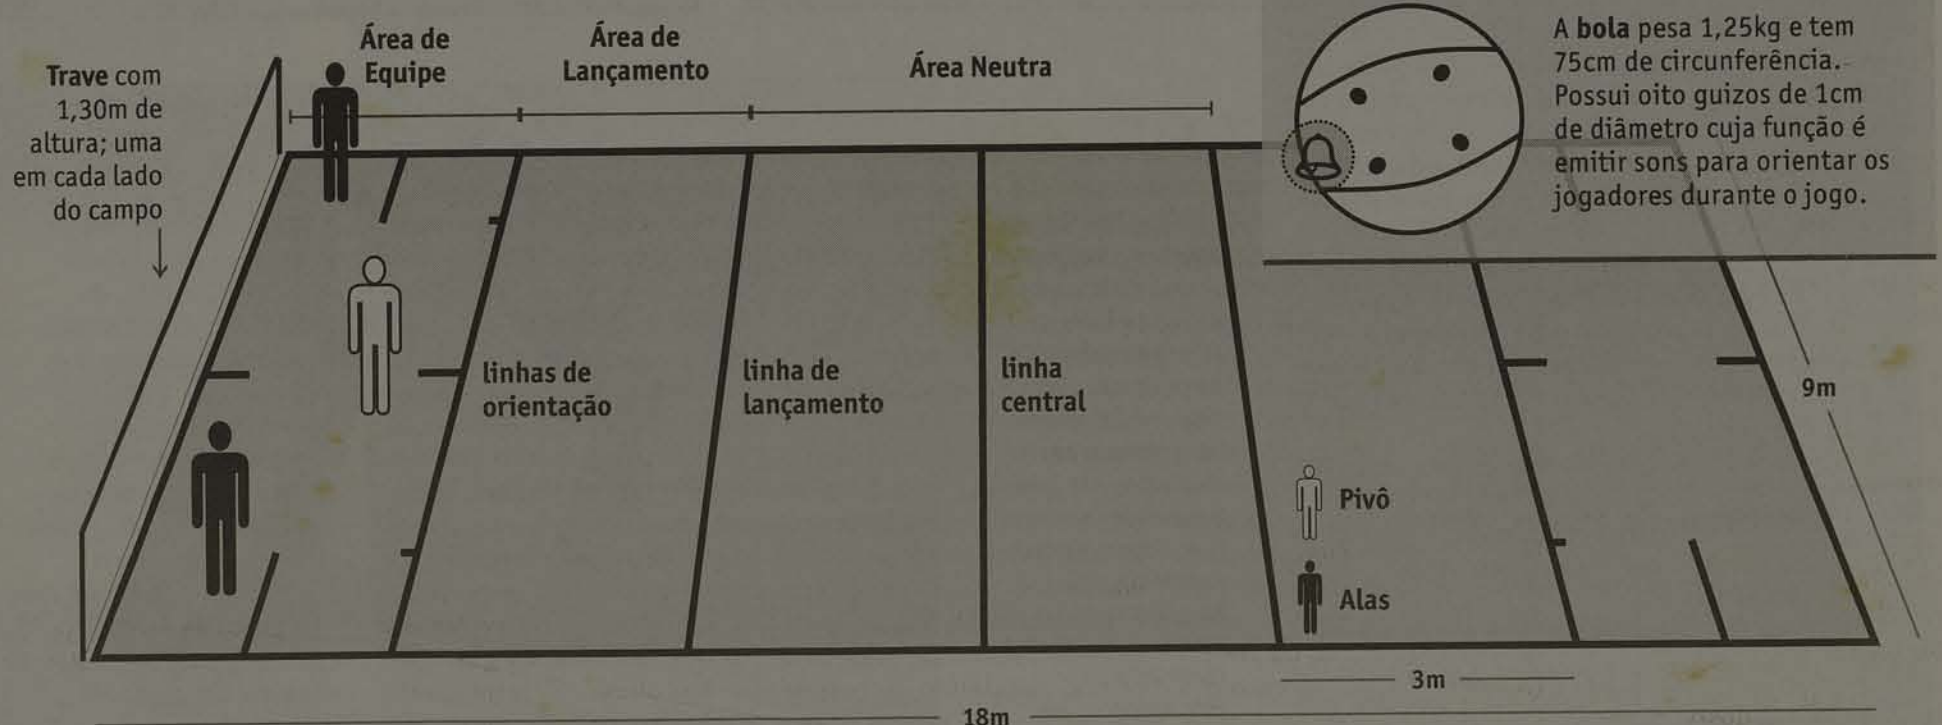 Trave com
1,30m de
altura; uma
em cada lado
do campo
Área de
Equipe
Área de
Lançamento
Área Neutra
A bola pesa 1,25kg e tem
75cm de circunferência.
Possui oito guizos de 1cm
de diâmetro cuja função é
emitir sons para orientar os
jogadores durante o jogo.
linhas de
orientação
linha de
lançamento
linha
central
9m
Pivô
Alas
3m
18m